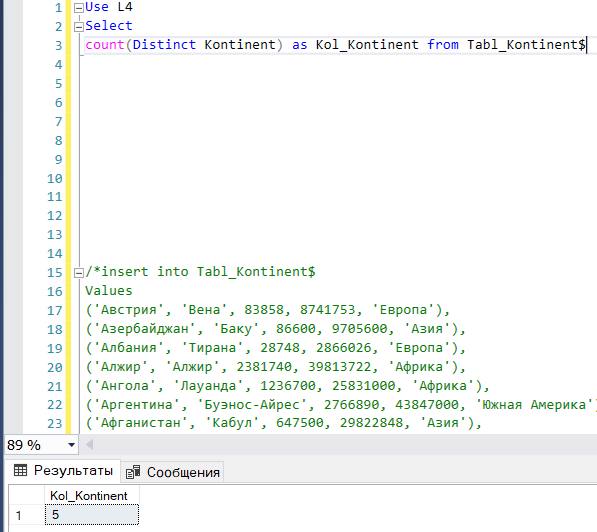 1 Use L4
2 Select
3 count(Distinct Kontinent) as Kol_Kontinent from Tabl_Kontinent$
4
5
6
7
8
9
10
11
12
13
14
15 /*insert into Tabl_Kontinent$
16 Values
17 ('Австрия', 'Вена', 83858, 8741753, 'Европа'),
18 ('Азербайджан', 'Баку', 86600, 9705600, 'Азия'),
19 ('Албания', 'Тирана', 28748, 2866026, 'Европа'),
20 ('Алжир', 'Алжир', 2381740, 39813722, 'Африка'),
21 ('Ангола', 'Лауанда', 1236700, 25831000, 'Африка'),
22 ('Аргентина', 'Буэнос-Айрес', 2766890, 43847000, 'Южная Америка')
23 ('Афганистан', 'Кабул', 647500, 29822848, 'Азия'),
89 %
Результаты Сообщения
Kol_Kontinent
1 5